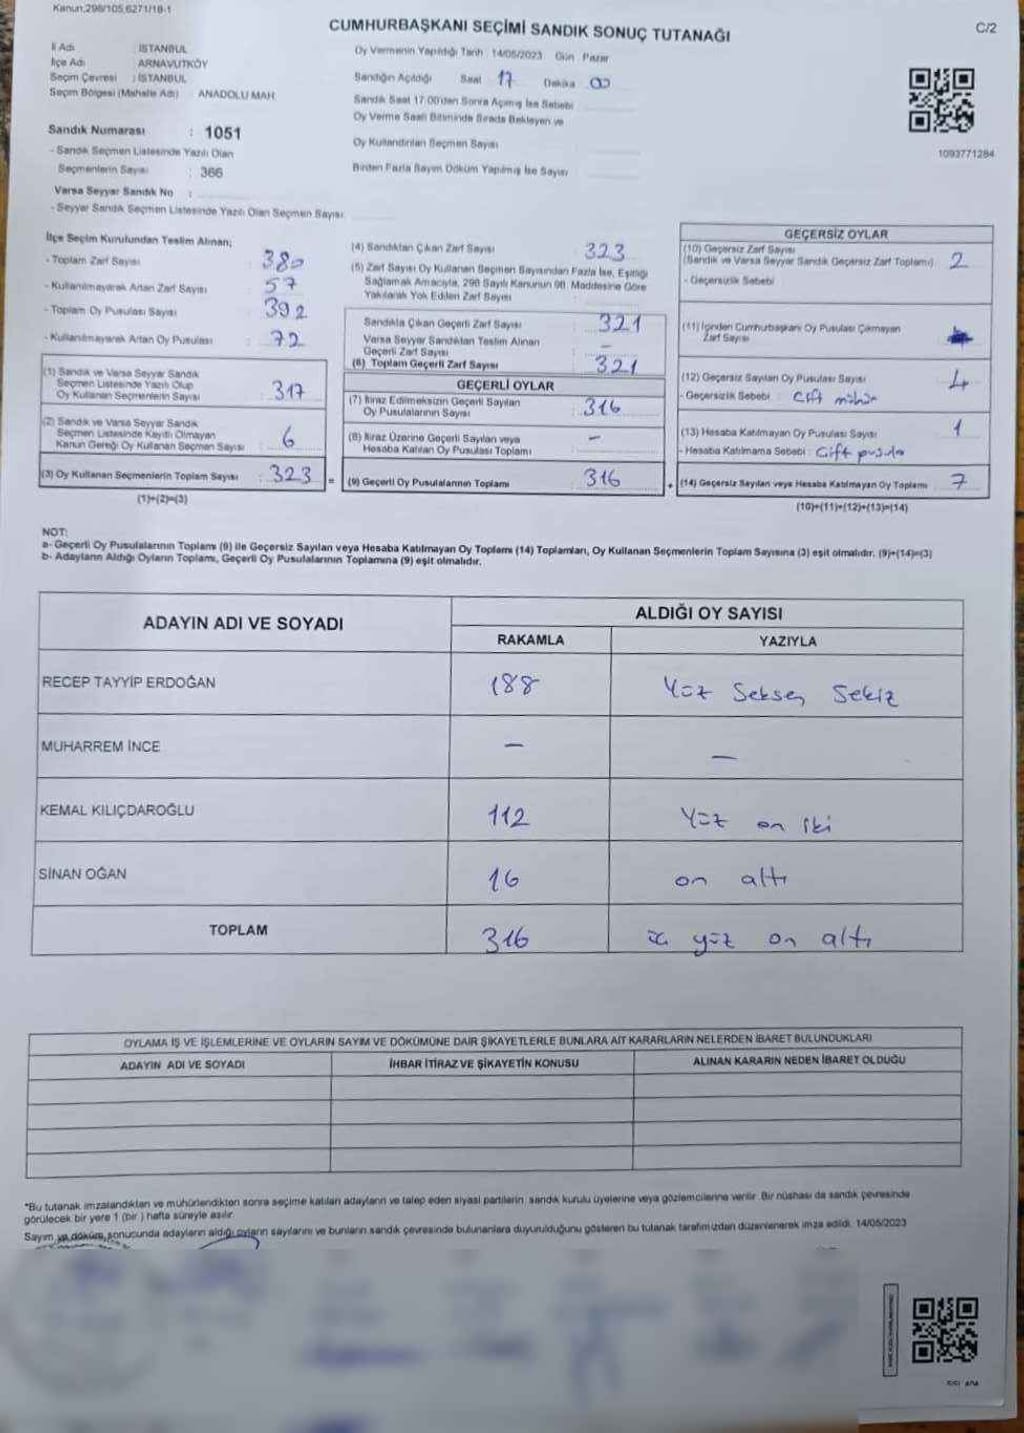 Kanun,298/105,6271/18-1
CUMHURBAŞKANI SEÇİMİ SANDIK SONUÇ TUTANAĞI
C/2
İl Adı : İSTANBUL
İlçe Adı : ARNAVUTKÖY
Seçim Çevresi : İSTANBUL
Seçim Bölgesi (Mahalle Adı) : ANADOLU MAH.
Oy Vermenin Yapıldığı Tarih 14/05/2023 Gün Pazar
Sandığın Açıldığı Saat 17 Dakika 00
Sandık Saat 17:00'den Sonra Açılmış İse Sebebi
Oy Verme Saati Bitiminde Sırada Bekleyen ve
Oy Kullandırılan Seçmen Sayısı
Birden Fazla Sayım Döküm Yapılmış İse Sayısı
1093771284
Sandık Numarası : 1051
- Sandık Seçmen Listesinde Yazılı Olan
Seçmenlerin Sayısı : 366
Varsa Seyyar Sandık No :
- Seyyar Sandık Seçmen Listesinde Yazılı Olan Seçmen Sayısı:
İlçe Seçim Kurulundan Teslim Alınan;
- Toplam Zarf Sayısı : 380
- Kullanılmayarak Artan Zarf Sayısı : 57
- Toplam Oy Pusulası Sayısı : 392
- Kullanılmayarak Artan Oy Pusulası : 72
(1) Sandık ve Varsa Seyyar Sandık
Seçmen Listesinde Yazılı Olup
Oy Kullanan Seçmenlerin Sayısı : 317
(2) Sandık ve Varsa Seyyar Sandık
Seçmen Listesinde Kayıtlı Olmayan
Kanun Gereği Oy Kullanan Seçmen Sayısı : 6
(3) Oy Kullanan Seçmenlerin Toplam Sayısı : 323 =
(1)+(2)=(3)
(4) Sandıktan Çıkan Zarf Sayısı : 323
(5) Zarf Sayısı Oy Kullanan Seçmen Sayısından Fazla İse, Eşitliği
Sağlamak Amacıyla, 298 Sayılı Kanunun 98. Maddesine Göre
Yakılarak Yok Edilen Zarf Sayısı :
Sandıkta Çıkan Geçerli Zarf Sayısı : 321
Varsa Seyyar Sandıktan Teslim Alınan
Geçerli Zarf Sayısı : –
(6) Toplam Geçerli Zarf Sayısı : 321
GEÇERLİ OYLAR
(7) İtiraz Edilmeksizin Geçerli Sayılan
Oy Pusulalarının Sayısı : 316
(8) İtiraz Üzerine Geçerli Sayılan veya
Hesaba Katılan Oy Pusulası Toplamı : –
(9) Geçerli Oy Pusulalarının Toplamı : 316 +
GEÇERSİZ OYLAR
(10) Geçersiz Zarf Sayısı
(Sandık ve Varsa Seyyar Sandık Geçersiz Zarf Toplamı) : 2
- Geçersizlik Sebebi :
(11) İçinden Cumhurbaşkanı Oy Pusulası Çıkmayan
Zarf Sayısı :
(12) Geçersiz Sayılan Oy Pusulası Sayısı : 4
- Geçersizlik Sebebi : Çift mühür
(13) Hesaba Katılmayan Oy Pusulası Sayısı : 1
- Hesaba Katılmama Sebebi : Çift pusula
(14) Geçersiz Sayılan veya Hesaba Katılmayan Oy Toplamı : 7
(10)+(11)+(12)+(13)=(14)
NOT:
a- Geçerli Oy Pusulalarının Toplamı (9) ile Geçersiz Sayılan veya Hesaba Katılmayan Oy Toplamı (14) Toplamları, Oy Kullanan Seçmenlerin Toplam Sayısına (3) eşit olmalıdır. (9)+(14)=(3)
b- Adayların Aldığı Oyların Toplamı, Geçerli Oy Pusulalarının Toplamına (9) eşit olmalıdır.
ADAYIN ADI VE SOYADI
ALDIĞI OY SAYISI
RAKAMLA YAZIYLA
RECEP TAYYİP ERDOĞAN 188 Yüz Seksen Sekiz
MUHARREM İNCE – –
KEMAL KILIÇDAROĞLU 112 Yüz on iki
SİNAN OĞAN 16 on altı
TOPLAM 316 üç yüz on altı
OYLAMA İŞ VE İŞLEMLERİNE VE OYLARIN SAYIM VE DÖKÜMÜNE DAİR ŞİKAYETLERLE BUNLARA AİT KARARLARIN NELERDEN İBARET BULUNDUKLARI
ADAYIN ADI VE SOYADI İHBAR İTİRAZ VE ŞİKAYETİN KONUSU ALINAN KARARIN NEDEN İBARET OLDUĞU
*Bu tutanak imzalandıktan ve mühürlendikten sonra seçime katılan adayların ve talep eden siyasi partilerin sandık kurulu üyelerine veya gözlemcilerine verilir. Bir nüshası da sandık çevresinde
görülecek bir yere 1 (bir ) hafta süreyle asılır.
Sayım ve döküm sonucunda adayların aldığı oyların sayılarını ve bunların sandık çevresinde bulunanlara duyurulduğunu gösteren bu tutanak tarafımızdan düzenlenerek imza edildi. 14/05/2023